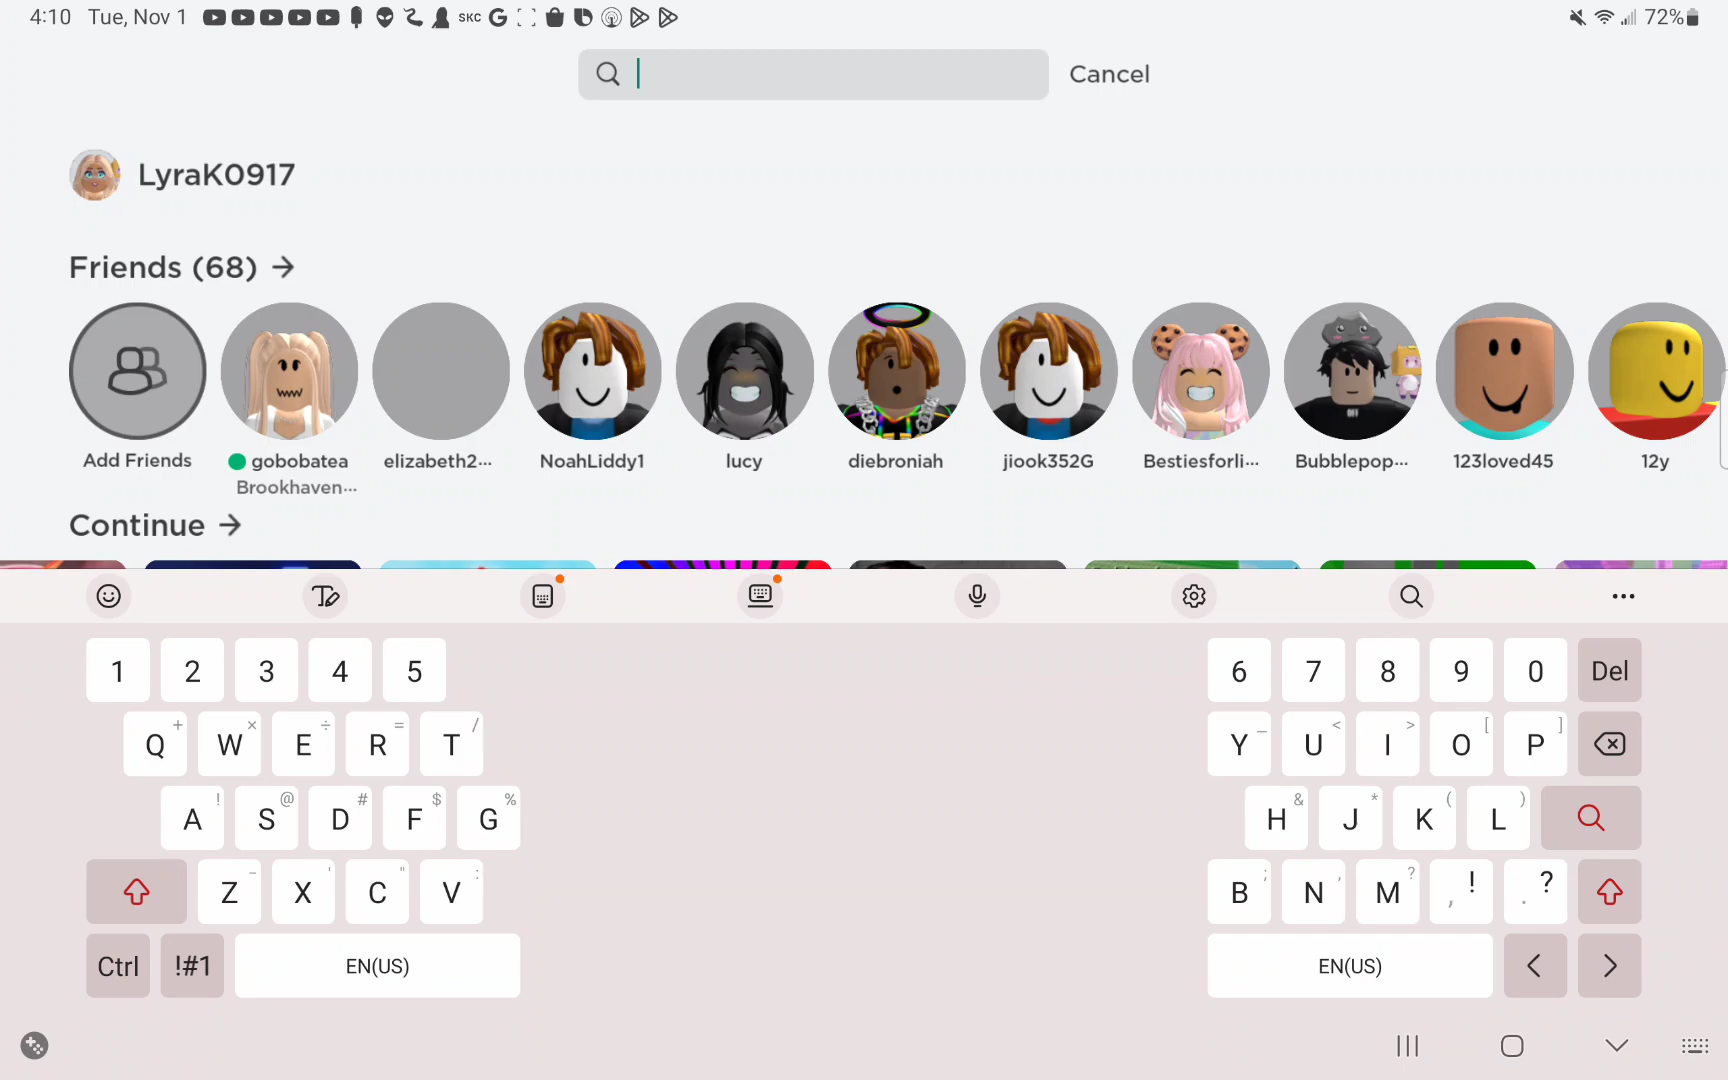 4:10 Tue, Nov 1 SKC G 72%
Cancel
LyraK0917
Friends (68) →
Add Friends gobobatea elizabeth2... NoahLiddy1 lucy diebroniah jiook352G Bestiesforli... Bubblepop... 123loved45 12y
Brookhaven...
Continue →
1 2 3 4 5 6 7 8 9 0 Del
Q + W × E ÷ R = T / Y _ U < I > O [ P ]
A ! S @ D # F $ G % H & J * K ( L )
Z - X ' C " V : B ; N , M ? , ! . ?
Ctrl !#1 EN(US) EN(US) < >